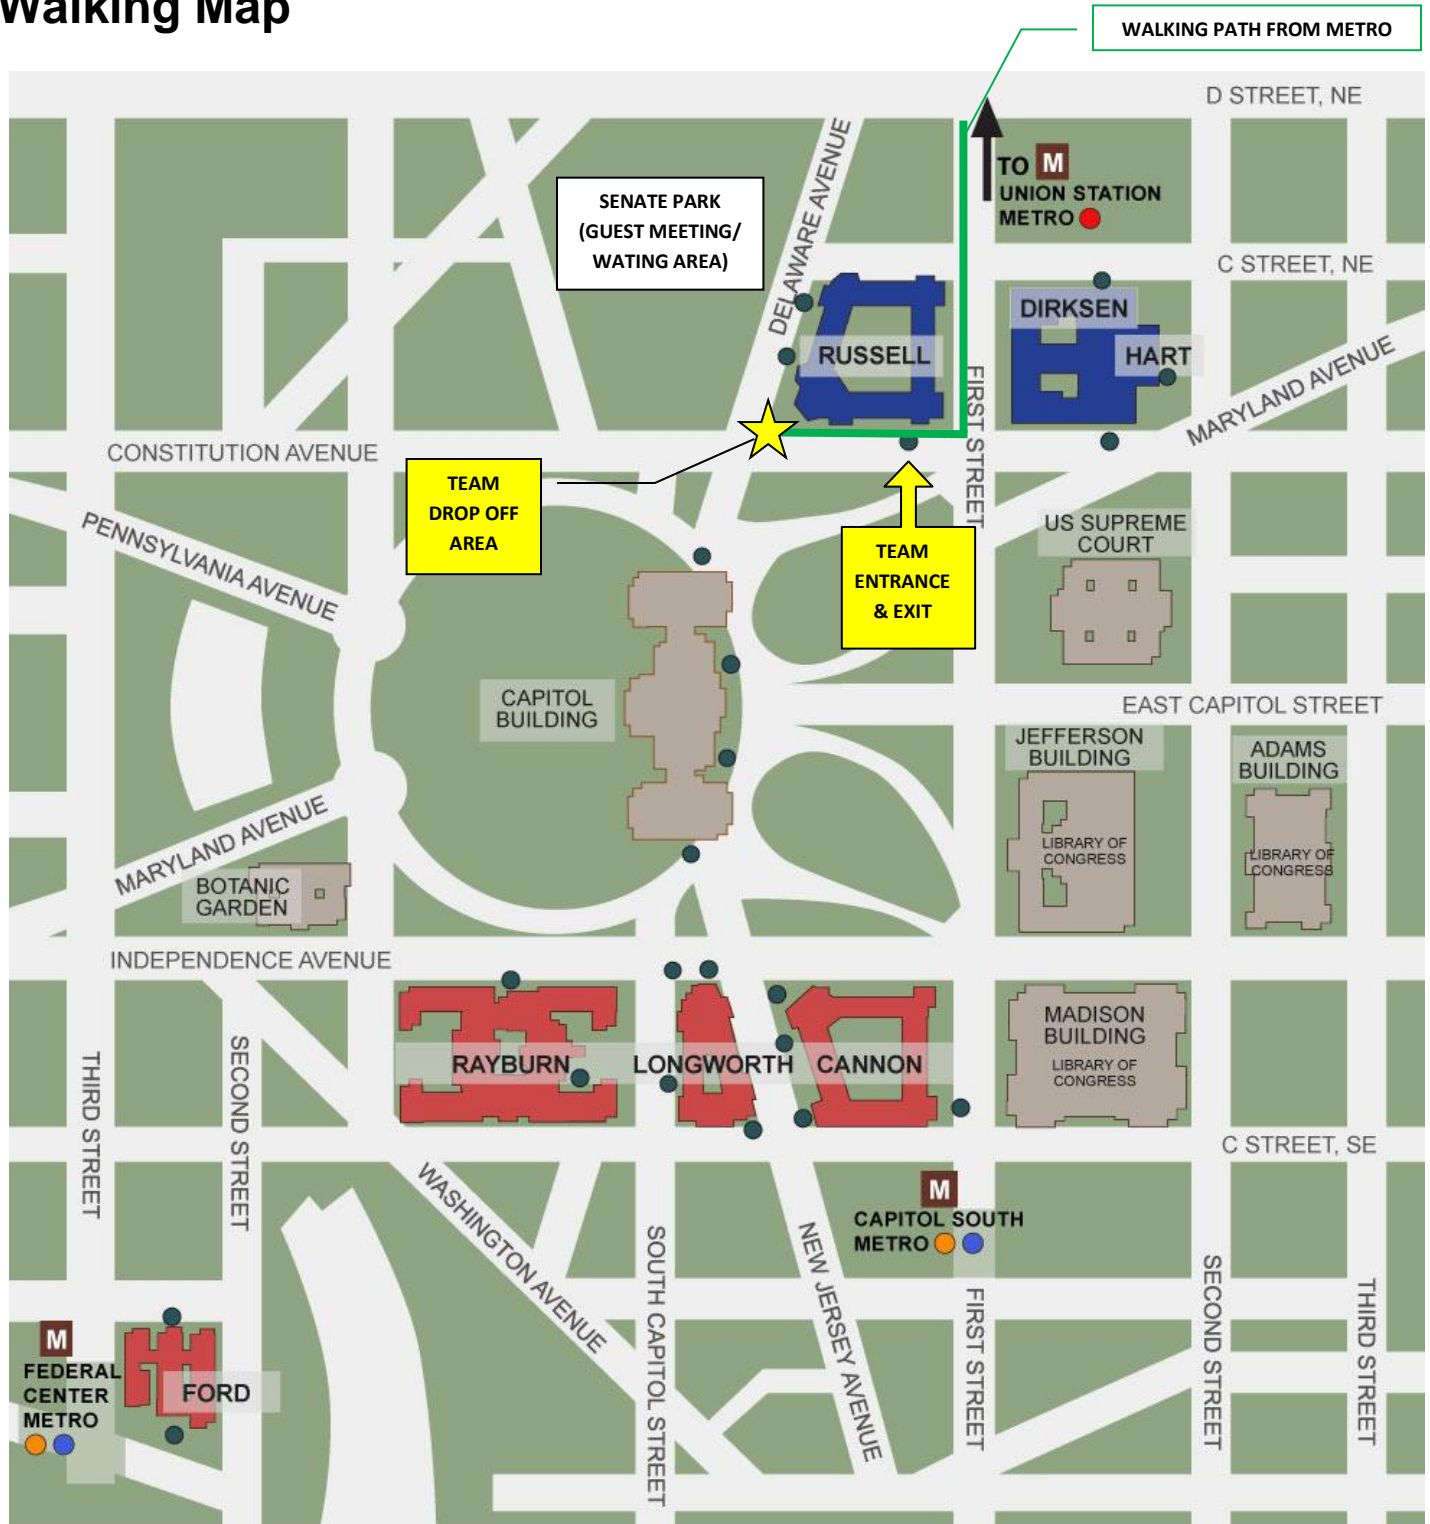 Walking Map
WALKING PATH FROM METRO
D STREET, NE
DELAWARE AVENUE
TO M
UNION STATION
METRO
SENATE PARK
(GUEST MEETING/
WATING AREA)
C STREET, NE
DIRKSEN
RUSSELL
HART
MARYLAND AVENUE
FIRST STREET
CONSTITUTION AVENUE
TEAM
DROP OFF
AREA
PENNSYLVANIA AVENUE
US SUPREME
COURT
TEAM
ENTRANCE
& EXIT
CAPITOL
BUILDING
EAST CAPITOL STREET
JEFFERSON
BUILDING
ADAMS
BUILDING
LIBRARY OF
CONGRESS
LIBRARY OF
CONGRESS
MARYLAND AVENUE
BOTANIC
GARDEN
INDEPENDENCE AVENUE
MADISON
BUILDING
LIBRARY OF
CONGRESS
RAYBURN
LONGWORTH
CANNON
THIRD STREET
SECOND STREET
C STREET, SE
WASHINGTON AVENUE
M
CAPITOL SOUTH
METRO
SOUTH CAPITOL STREET
NEW JERSEY AVENUE
FIRST STREET
SECOND STREET
THIRD STREET
M
FEDERAL
CENTER
METRO
FORD